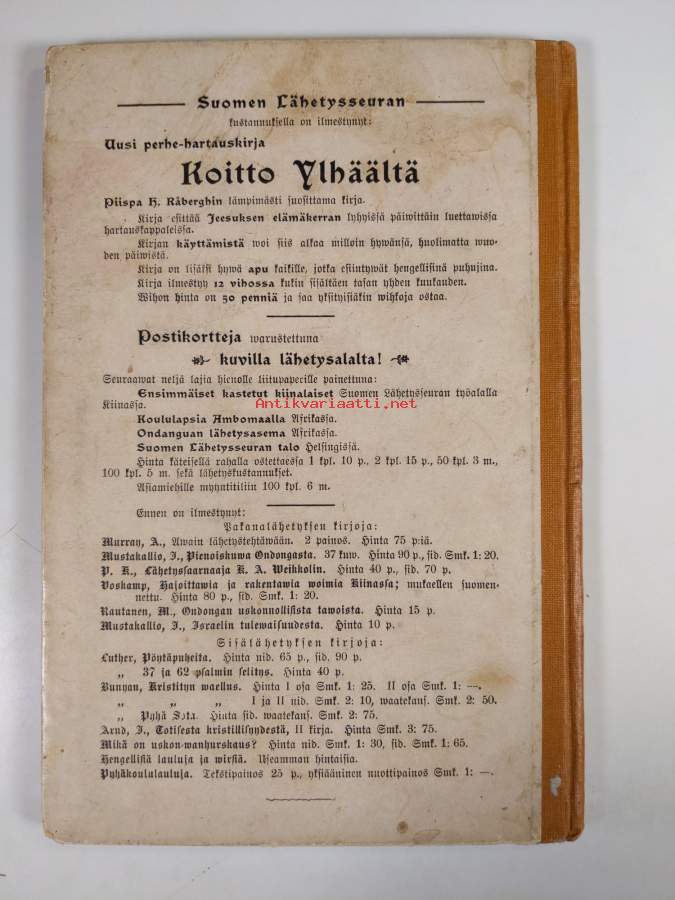 Suomen Lähetysseuran
kustannuksella on ilmestynyt:
Uusi perhe-hartauskirja
Koitto Ylhäältä
Piispa H. Råberghin lämpimästi suosittama kirja.
Kirja esittää Jeesuksen elämäkerran lyhyissä päiwittäin luettawissa
hartauskappaleissa.
Kirjan käyttämistä woi siis alkaa milloin hywänsä, huolimatta wuo-
den päiwistä.
Kirja on lisäksi hywä apu kaikille, jotka esiintywät hengellisinä puhujina.
Kirja ilmestyy 12 vihossa kukin sisältäen tasan yhden kuukauden.
Wihon hinta on 50 penniä ja saa yksityisiäkin wihkoja ostaa.
Postikortteja warustettuna
kuvilla lähetysalalta!
Seuraawat neljä lajia hienolle liitupaperille painettuna:
Ensimmäiset kastetut kiinalaiset Suomen Lähetysseuran työalalla
Kiinassa.
Antikvariaatti.net
Koululapsia Ambomaalla Afrikassa.
Ondanguan lähetysasema Afrikassa.
Suomen Lähetysseuran talo Helsingissä.
Hinta käteisellä rahalla ostettaessa 1 kpl. 10 p., 2 kpl. 15 p., 50 kpl. 3 m.,
100 kpl. 5 m. sekä lähetyskustannukset.
Asiamiehille myyntitiliin 100 kpl. 6 m.
Ennen on ilmestynyt:
Pakanalähetyksen kirjoja:
Murray, A., Awain lähetystehtäwään. 2 painos. Hinta 75 p:iä.
Mustakallio, J., Pienoiskuwa Ondongasta. 37 kuw. Hinta 90 p., sid. Smk. 1: 20.
P. K., Lähetyssaarnaaja K. A. Weikkolin. Hinta 40 p., sid. 70 p.
Voskamp, Hajoittawia ja rakentawia woimia Kiinassa; mukaellen suomen-
nettu. Hinta 80 p., sid. Smk. 1: 20.
Rautanen, M., Ondongan uskonnollisista tawoista. Hinta 15 p.
Mustakallio, J., Israelin tulewaisuudesta. Hinta 10 p.
Sisälähetyksen kirjoja:
Luther, Pöytäpuheita. Hinta nid. 65 p., sid. 90 p.
„ 37 ja 62 psalmin selitys. Hinta 40 p.
Bunyan, Kristityn waellus. Hinta I osa Smk. 1: 25. II osa Smk. 1: —.
„ „ „ I ja II nid. Smk. 2: 10, waatekans. Smk. 2: 50.
„ Pyhä Sota. Hinta sid. waatekans. Smk. 2: 75.
Arnd, J., Totisesta kristillisyydestä, II kirja. Hinta Smk. 3: 75.
Mikä on uskon-wanhurskaus? Hinta nid. Smk. 1: 30, sid. Smk. 1: 65.
Hengellisiä lauluja ja wirsiä. Useamman hintaisia.
Pyhäkoululauluja. Tekstipainos 25 p., yksiääninen nuottipainos Smk. 1: —.